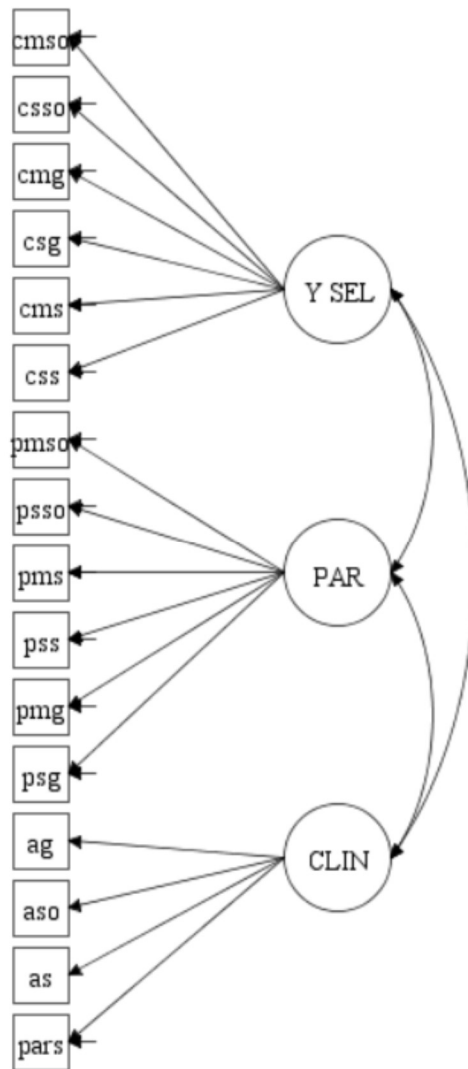 cmso
csso
cmg
csg
cms
css
pmso
psso
pms
pss
pmg
psg
ag
aso
as
pars
Y SEL
PAR
CLIN